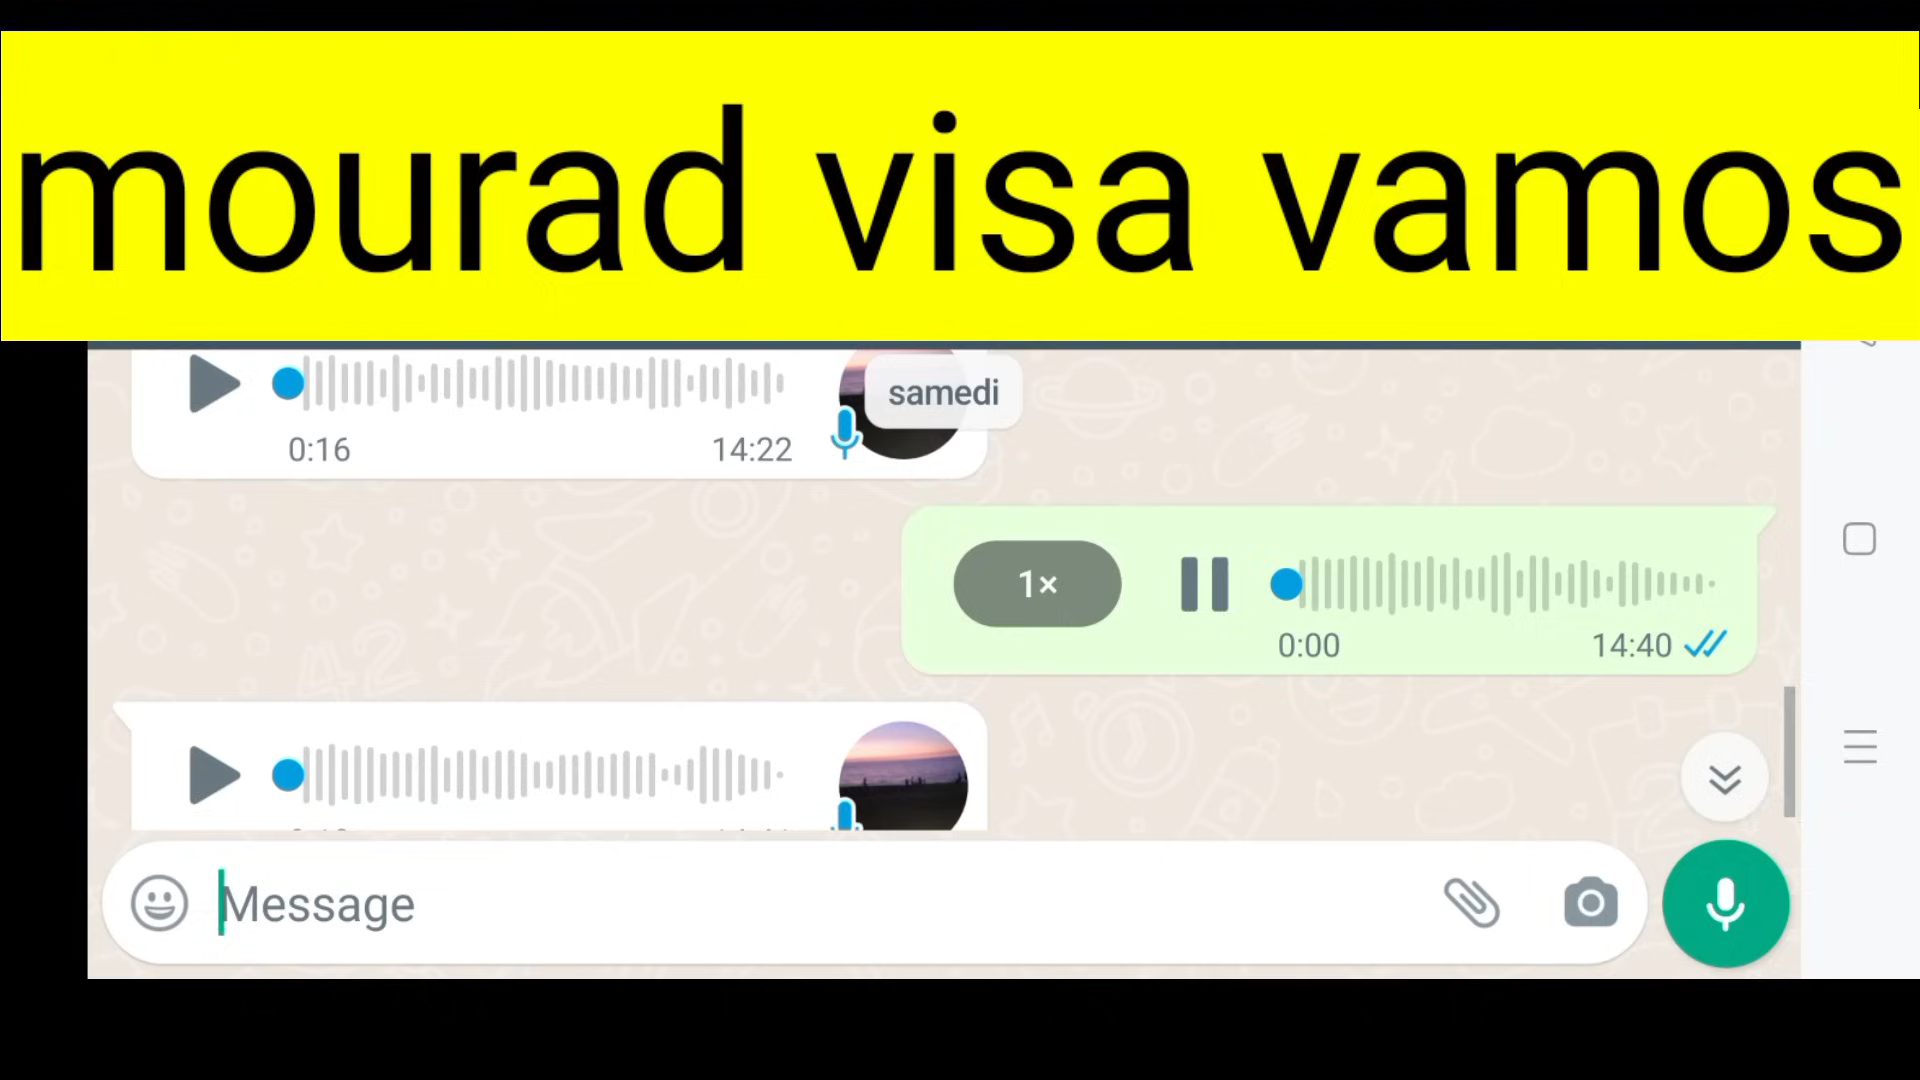 mourad visa vamos
samedi
0:16 14:22
1×
0:00 14:40
Message